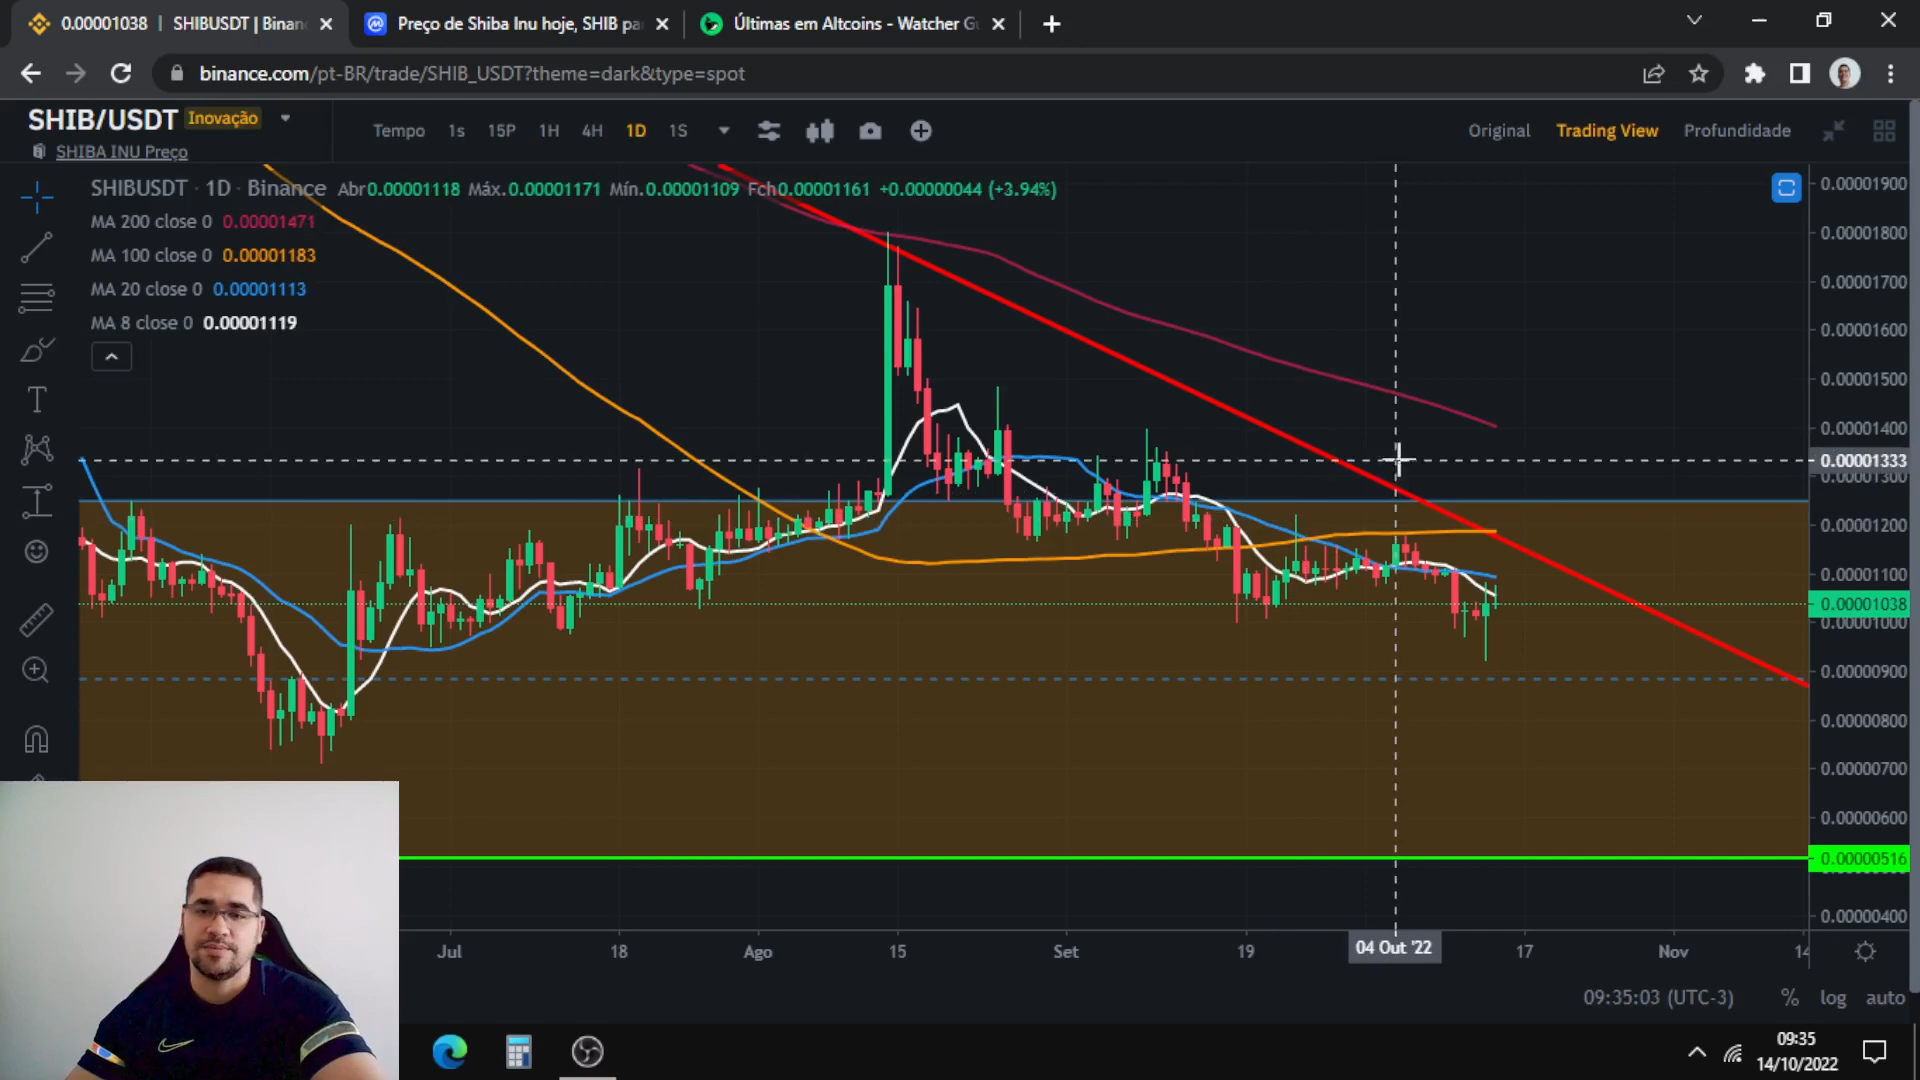 0.00001038 | SHIBUSDT | Binan
Preço de Shiba Inu hoje, SHIB pa
Últimas em Altcoins - Watcher G
binance.com/pt-BR/trade/SHIB_USDT?theme=dark&type=spot
SHIB/USDT Inovação
SHIBA INU Preço
Tempo 1s 15P 1H 4H 1D 1S
Original Trading View Profundidade
SHIBUSDT · 1D · Binance Abr0.00001118 Máx.0.00001171 Mín.0.00001109 Fch0.00001161 +0.00000044 (+3.94%)
MA 200 close 0 0.00001471
MA 100 close 0 0.00001183
MA 20 close 0 0.00001113
MA 8 close 0 0.00001119
0.00001900
0.00001800
0.00001700
0.00001600
0.00001500
0.00001400
0.00001333
0.00001300
0.00001200
0.00001100
0.00001038
0.00001000
0.00000900
0.00000800
0.00000700
0.00000600
0.00000516
0.00000400
Jul 18 Ago 15 Set 19 04 Out '22 17 Nov 14
09:35:03 (UTC-3) % log auto
09:35
14/10/2022